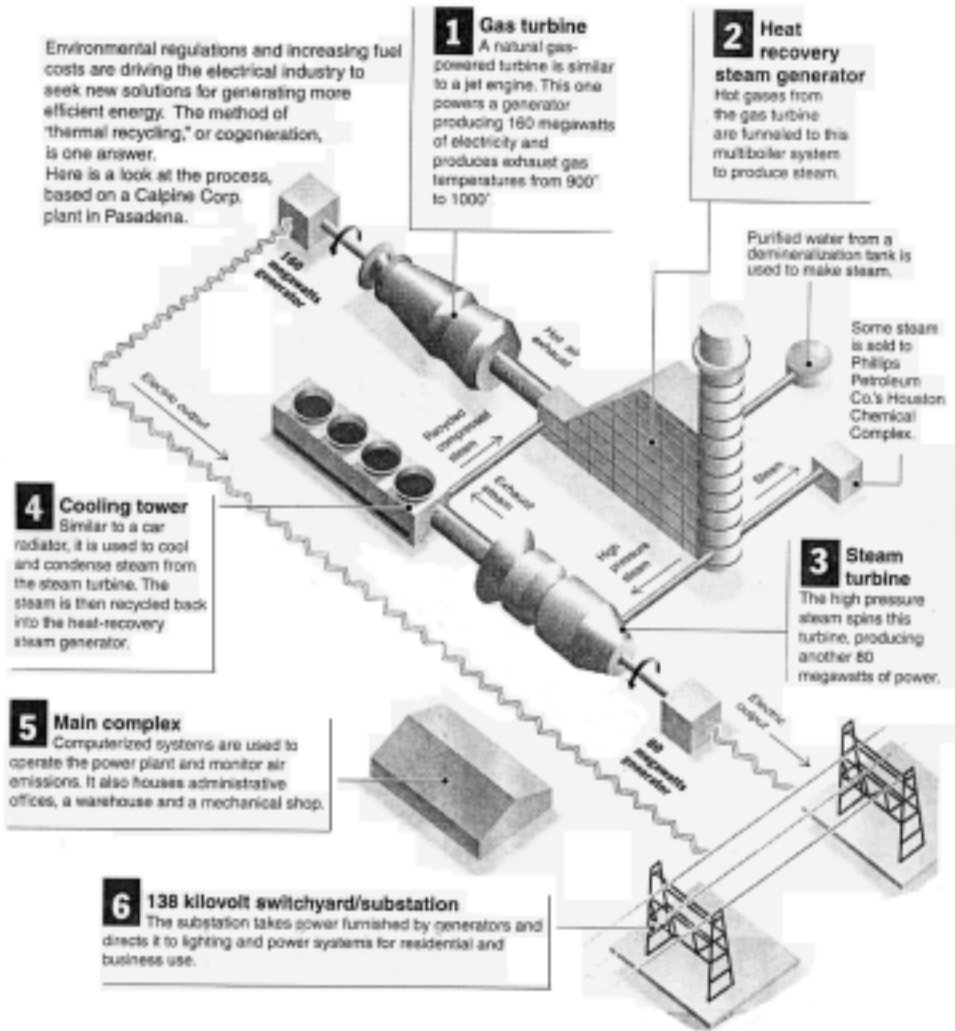 Environmental regulations and increasing fuel
costs are driving the electrical industry to
seek new solutions for generating more
efficient energy. The method of
"thermal recycling," or cogeneration,
is one answer.
Here is a look at the process,
based on a Calpine Corp.
plant in Pasadena.
1 Gas turbine
A natural gas-
powered turbine is similar
to a jet engine. This one
powers a generator
producing 160 megawatts
of electricity and
produces exhaust gas
temperatures from 900°
to 1000°.
2 Heat
recovery
steam generator
Hot gases from
the gas turbine
are funneled to this
multiboiler system
to produce steam.
Purified water from a
demineralization tank is
used to make steam.
Some steam
is sold to
Phillips
Petroleum
Co.'s Houston
Chemical
Complex.
160
megawatts
generator
Hot air
exhaust
Electric output
Recycled
compressed
steam
Exhaust
steam
High
pressure
steam
Steam
4 Cooling tower
Similar to a car
radiator, it is used to cool
and condense steam from
the steam turbine. The
steam is then recycled back
into the heat-recovery
steam generator.
3 Steam
turbine
The high pressure
steam spins this
turbine, producing
another 80
megawatts of power.
5 Main complex
Computerized systems are used to
operate the power plant and monitor air
emissions. It also houses administrative
offices, a warehouse and a mechanical shop.
80
megawatts
generator
Electric
output
6 138 kilovolt switchyard/substation
The substation takes power furnished by generators and
directs it to lighting and power systems for residential and
business use.